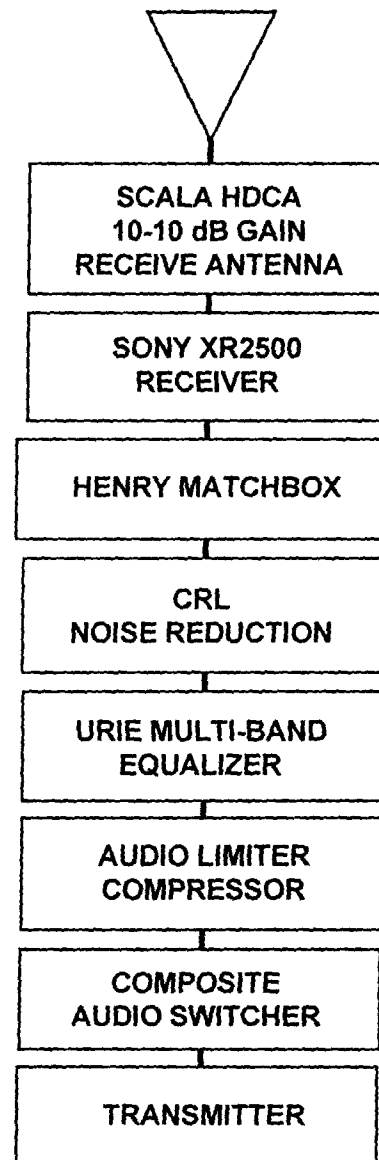 SCALA HDCA
10-10 dB GAIN
RECEIVE ANTENNA
SONY XR2500
RECEIVER
HENRY MATCHBOX
CRL
NOISE REDUCTION
URIE MULTI-BAND
EQUALIZER
AUDIO LIMITER
COMPRESSOR
COMPOSITE
AUDIO SWITCHER
TRANSMITTER